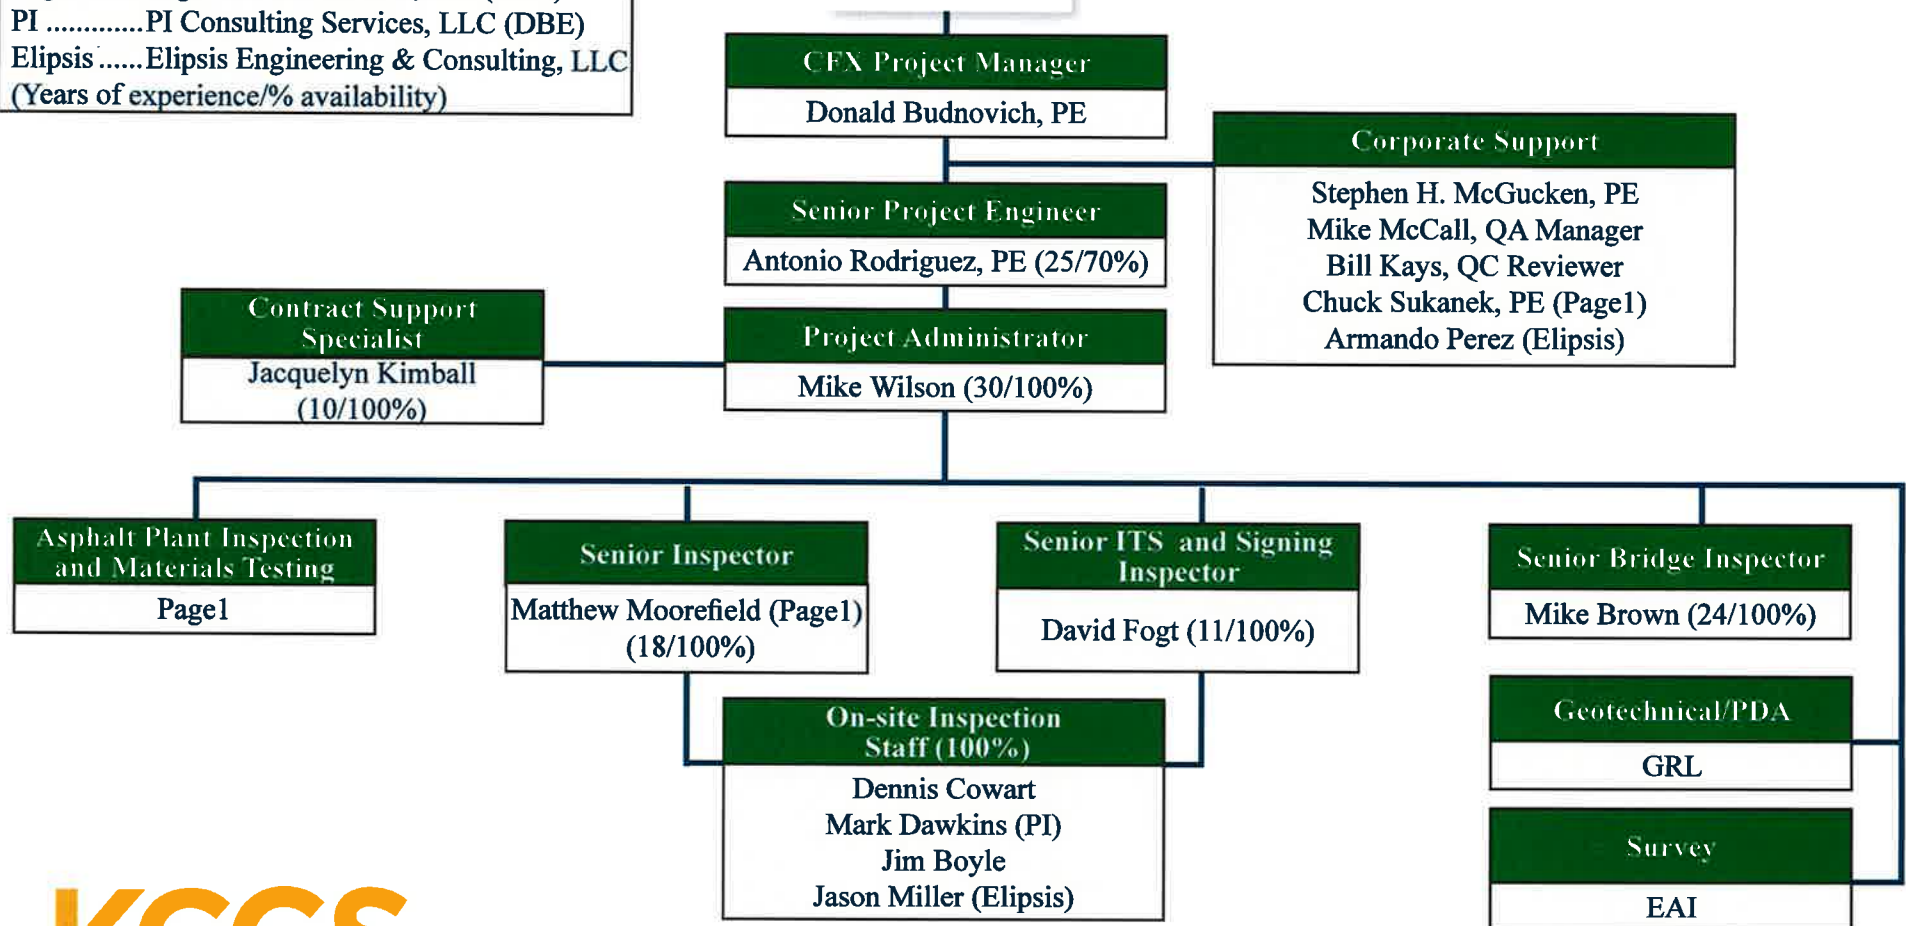 PI .............PI Consulting Services, LLC (DBE)
Elipsis ......Elipsis Engineering & Consulting, LLC
(Years of experience/% availability)
CFX Project Manager
Donald Budnovich, PE
Corporate Support
Stephen H. McGucken, PE
Mike McCall, QA Manager
Bill Kays, QC Reviewer
Chuck Sukanek, PE (Page1)
Armando Perez (Elipsis)
Senior Project Engineer
Antonio Rodriguez, PE (25/70%)
Contract Support
Specialist
Jacquelyn Kimball
(10/100%)
Project Administrator
Mike Wilson (30/100%)
Asphalt Plant Inspection
and Materials Testing
Page1
Senior Inspector
Matthew Moorefield (Page1)
(18/100%)
Senior ITS and Signing
Inspector
David Fogt (11/100%)
Senior Bridge Inspector
Mike Brown (24/100%)
On-site Inspection
Staff (100%)
Dennis Cowart
Mark Dawkins (PI)
Jim Boyle
Jason Miller (Elipsis)
Geotechnical/PDA
GRL
Survey
EAI
KCCS